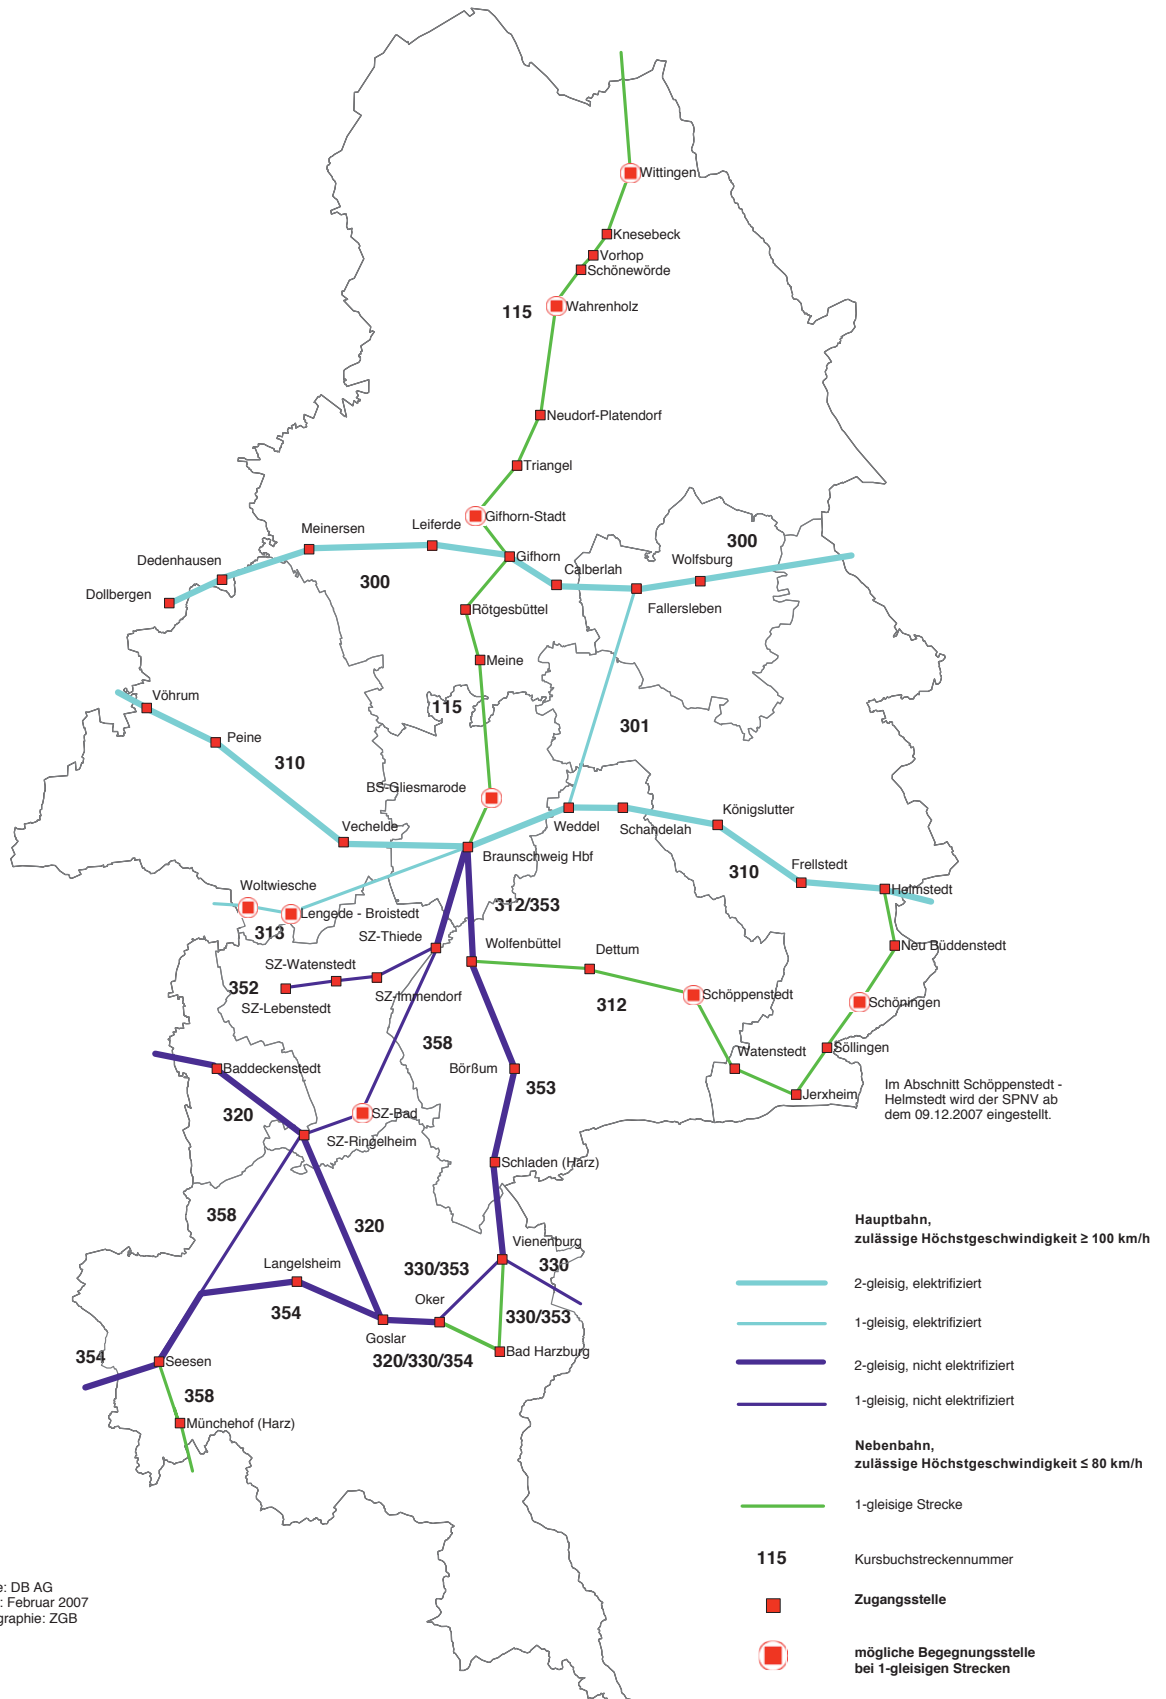 Wittingen
Knesebeck
Vorhop
Schönewörde
Wahrenholz
115
Neudorf-Platendorf
Triangel
Gifhorn-Stadt
Leiferde
Meinersen
300
Gifhorn
Wolfsburg
Calberlah
Dedenhausen
300
Dollbergen
Fallersleben
Rötgesbüttel
Meine
Vöhrum
115
301
Peine
310
BS-Gliesmarode
Königslutter
Weddel
Schandelah
Vechelde
Braunschweig Hbf
Frellstedt
310
Helmstedt
Woltwiesche
312/353
Lengede - Broistedt
313
SZ-Thiede
Wolfenbüttel
Dettum
Neu Büddenstedt
SZ-Watenstedt
352
SZ-Immendorf
Schöppenstedt
Schöningen
SZ-Lebenstedt
312
358
Söllingen
Watenstedt
Baddeckenstedt
Börßum
353
Im Abschnitt Schöppenstedt -
Helmstedt wird der SPNV ab
dem 09.12.2007 eingestellt.
Jerxheim
320
SZ-Bad
SZ-Ringelheim
Schladen (Harz)
358
320
Hauptbahn,
zulässige Höchstgeschwindigkeit ≥ 100 km/h
Vienenburg
Langelsheim
330/353
330
2-gleisig, elektrifiziert
Oker
354
330/353
1-gleisig, elektrifiziert
Goslar
Bad Harzburg
354
Seesen
320/330/354
2-gleisig, nicht elektrifiziert
358
1-gleisig, nicht elektrifiziert
Münchehof (Harz)
Nebenbahn,
zulässige Höchstgeschwindigkeit ≤ 80 km/h
1-gleisige Strecke
115
Kursbuchstreckennummer
Zugangsstelle
mögliche Begegnungsstelle
bei 1-gleisigen Strecken
: DB AG
: Februar 2007
graphie: ZGB